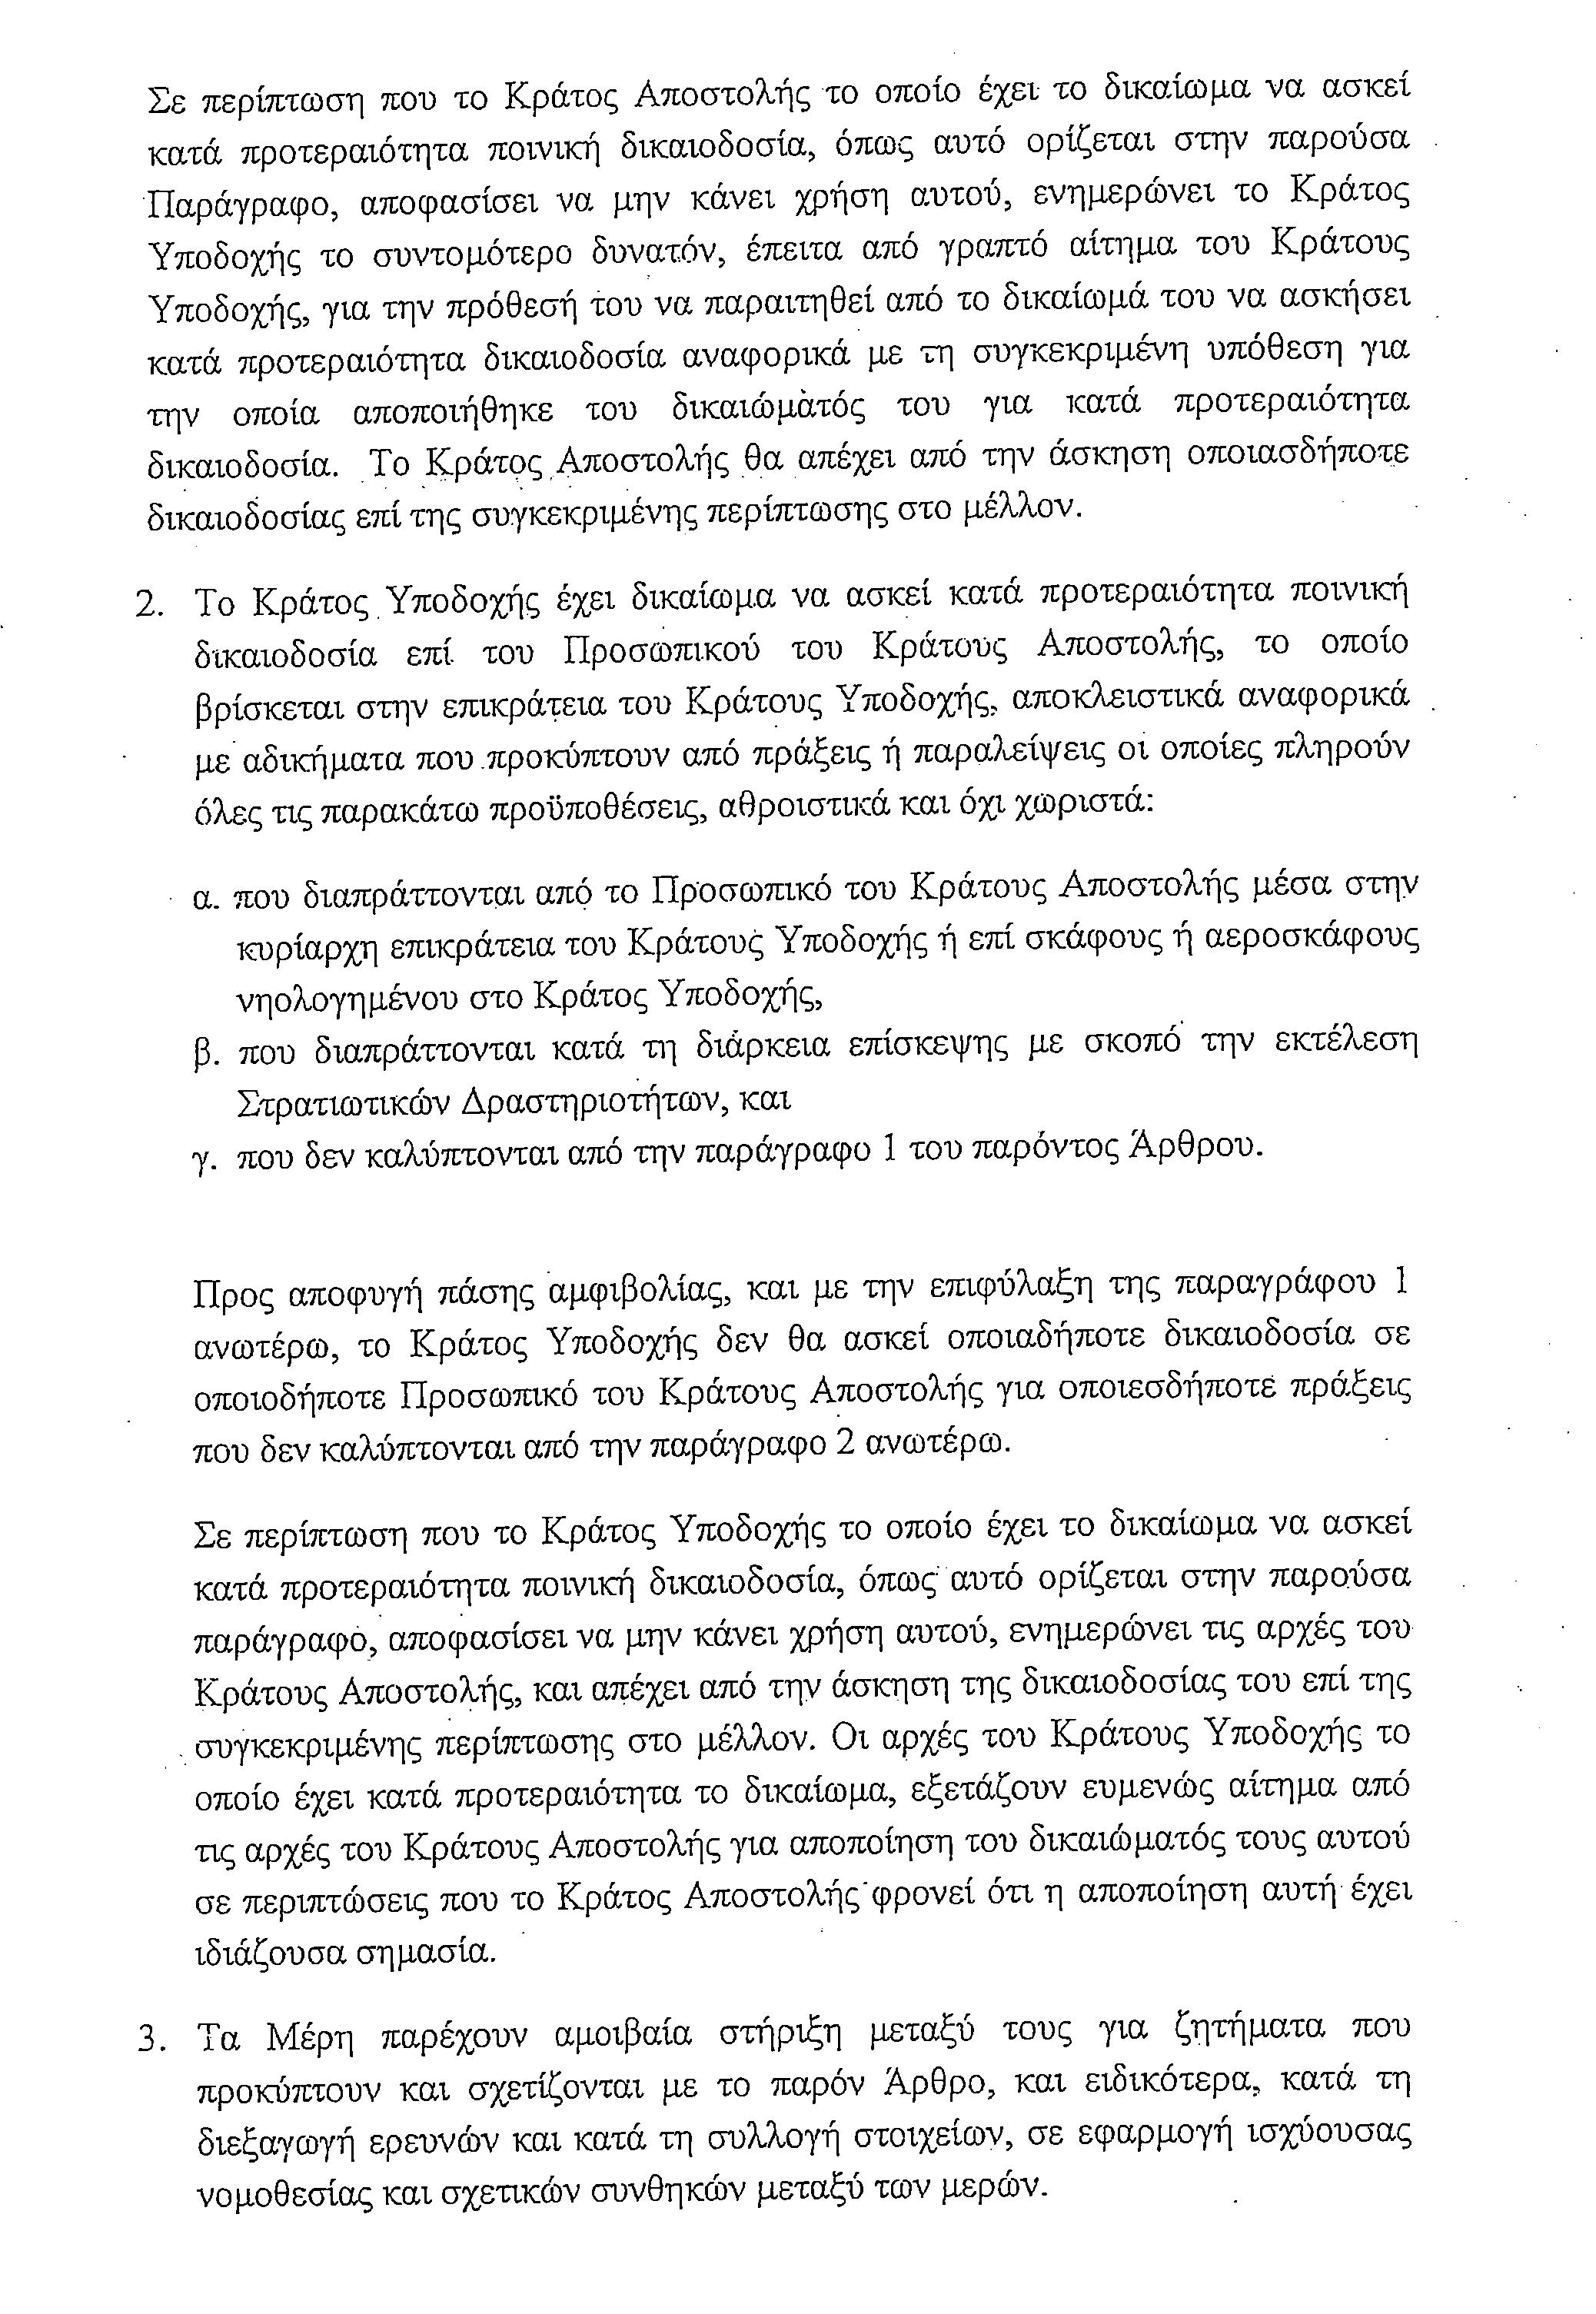 Σε περίπτωση που το Κράτος Αποστολής το οποίο έχει το δικαίωμα να ασκεί
κατά προτεραιότητα ποινική δικαιοδοσία, όπως αυτό ορίζεται στην παρούσα
Παράγραφο, αποφασίσει να μην κάνει χρήση αυτού, ενημερώνει το Κράτος
Υποδοχής το συντομότερο δυνατόν, έπειτα από γραπτό αίτημα του Κράτους
Υποδοχής, για την πρόθεσή του να παραιτηθεί από το δικαίωμά του να ασκήσει
κατά προτεραιότητα δικαιοδοσία αναφορικά με τη συγκεκριμένη υπόθεση για
την οποία αποποιήθηκε του δικαιώματός του για κατά προτεραιότητα
δικαιοδοσία. Το Κράτος Αποστολής θα απέχει από την άσκηση οποιασδήποτε
δικαιοδοσίας επί της συγκεκριμένης περίπτωσης στο μέλλον.
2. Το Κράτος Υποδοχής έχει δικαίωμα να ασκεί κατά προτεραιότητα ποινική
δικαιοδοσία επί του Προσωπικού του Κράτους Αποστολής, το οποίο
βρίσκεται στην επικράτεια του Κράτους Υποδοχής, αποκλειστικά αναφορικά
με αδικήματα που προκύπτουν από πράξεις ή παραλείψεις οι οποίες πληρούν
όλες τις παρακάτω προϋποθέσεις, αθροιστικά και όχι χωριστά:
α. που διαπράττονται από το Προσωπικό του Κράτους Αποστολής μέσα στην
κυρίαρχη επικράτεια του Κράτους Υποδοχής ή επί σκάφους ή αεροσκάφους
νηολογημένου στο Κράτος Υποδοχής,
β. που διαπράττονται κατά τη διάρκεια επίσκεψης με σκοπό την εκτέλεση
Στρατιωτικών Δραστηριοτήτων, και
γ. που δεν καλύπτονται από την παράγραφο 1 του παρόντος Άρθρου.
Προς αποφυγή πάσης αμφιβολίας, και με την επιφύλαξη της παραγράφου 1
ανωτέρω, το Κράτος Υποδοχής δεν θα ασκεί οποιαδήποτε δικαιοδοσία σε
οποιοδήποτε Προσωπικό του Κράτους Αποστολής για οποιεσδήποτε πράξεις
που δεν καλύπτονται από την παράγραφο 2 ανωτέρω.
Σε περίπτωση που το Κράτος Υποδοχής το οποίο έχει το δικαίωμα να ασκεί
κατά προτεραιότητα ποινική δικαιοδοσία, όπως αυτό ορίζεται στην παρούσα
παράγραφο, αποφασίσει να μην κάνει χρήση αυτού, ενημερώνει τις αρχές του
Κράτους Αποστολής, και απέχει από την άσκηση της δικαιοδοσίας του επί της
συγκεκριμένης περίπτωσης στο μέλλον. Οι αρχές του Κράτους Υποδοχής το
οποίο έχει κατά προτεραιότητα το δικαίωμα, εξετάζουν ευμενώς αίτημα από
τις αρχές του Κράτους Αποστολής για αποποίηση του δικαιώματός τους αυτού
σε περιπτώσεις που το Κράτος Αποστολής φρονεί ότι η αποποίηση αυτή έχει
ιδιάζουσα σημασία.
3. Τα Μέρη παρέχουν αμοιβαία στήριξη μεταξύ τους για ζητήματα που
προκύπτουν και σχετίζονται με το παρόν Άρθρο, και ειδικότερα, κατά τη
διεξαγωγή ερευνών και κατά τη συλλογή στοιχείων, σε εφαρμογή ισχύουσας
νομοθεσίας και σχετικών συνθηκών μεταξύ των μερών.